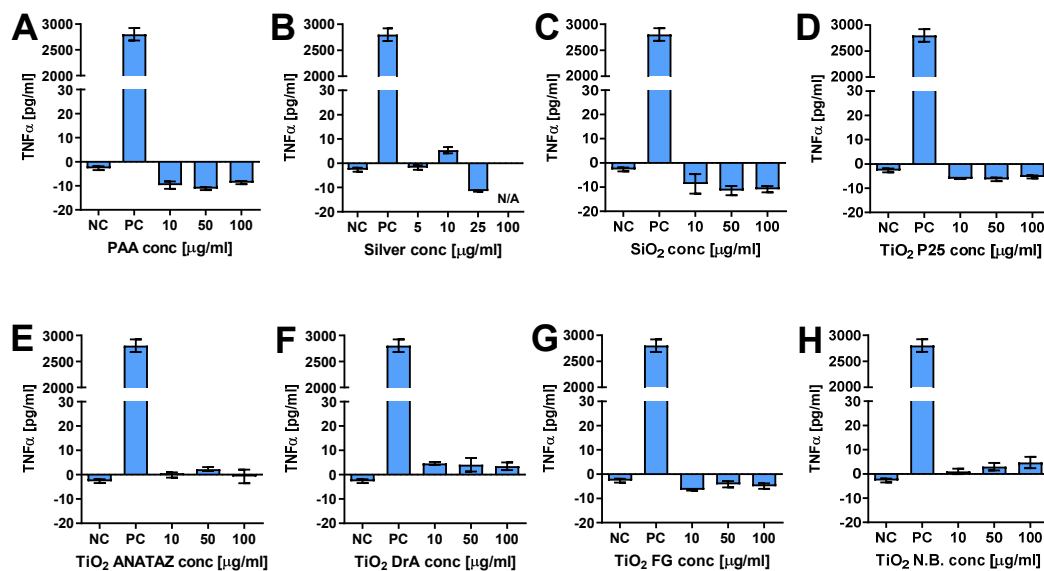 A
TNFα [pg/ml]
3000
2500
2000
30
20
10
0
-10
-20
NC PC 10 50 100
PAA conc [μg/ml]
B
TNFα [pg/ml]
3000
2500
2000
30
20
10
0
-10
-20
N/A
NC PC 5 10 25 100
Silver conc [μg/ml]
C
TNFα [pg/ml]
3000
2500
2000
30
20
10
0
-10
-20
NC PC 10 50 100
SiO₂ conc [μg/ml]
D
TNFα [pg/ml]
3000
2500
2000
30
20
10
0
-10
-20
NC PC 10 50 100
TiO₂ P25 conc [μg/ml]
E
TNFα [pg/ml]
3000
2500
2000
30
20
10
0
-10
-20
NC PC 10 50 100
TiO₂ ANATAZ conc [μg/ml]
F
TNFα [pg/ml]
3000
2500
2000
30
20
10
0
-10
-20
NC PC 10 50 100
TiO₂ DrA conc [μg/ml]
G
TNFα [pg/ml]
3000
2500
2000
30
20
10
0
-10
-20
NC PC 10 50 100
TiO₂ FG conc [μg/ml]
H
TNFα [pg/ml]
3000
2500
2000
30
20
10
0
-10
-20
NC PC 10 50 100
TiO₂ N.B. conc [μg/ml]